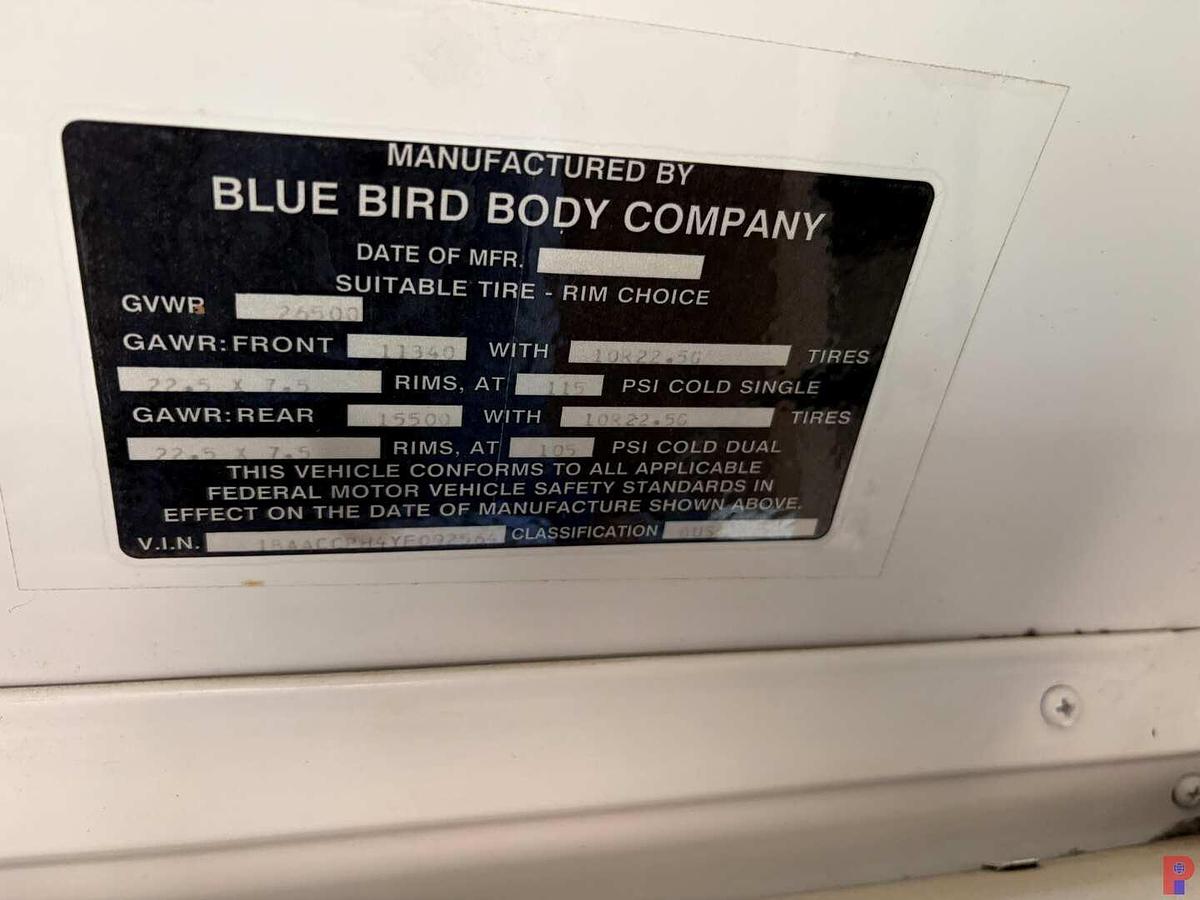 MANUFACTURED BY
BLUE BIRD BODY COMPANY
DATE OF MFR.
SUITABLE TIRE - RIM CHOICE
GVWR 26500
GAWR: FRONT 11340 WITH 10R22.5G TIRES
22.5 X 7.5 RIMS, AT 115 PSI COLD SINGLE
GAWR: REAR 15500 WITH 10R22.5G TIRES
22.5 X 7.5 RIMS, AT 105 PSI COLD DUAL
THIS VEHICLE CONFORMS TO ALL APPLICABLE
FEDERAL MOTOR VEHICLE SAFETY STANDARDS IN
EFFECT ON THE DATE OF MANUFACTURE SHOWN ABOVE.
V.I.N. CLASSIFICATION